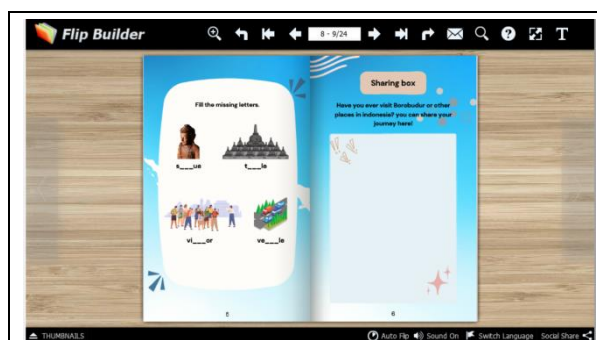 Flip Builder
8 - 9/24
T
Fill the missing letters.
s___ue
t___le
vi___or
ve___le
5
Sharing box
Have you ever visit Borobudur or other
places in indonesia? you can share your
journey here!
6
THUMBNAILS
Auto Flip
Sound On
Switch Language
Social Share